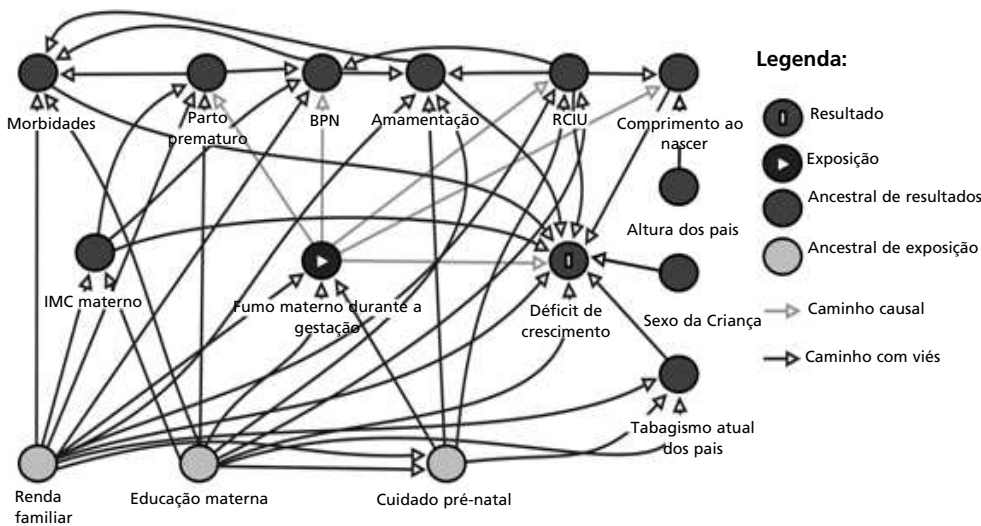 Morbidades
Parto
prematuro
BPN
Amamentação
RCIU
Comprimento ao
nascer
Altura dos pais
IMC materno
Fumo materno durante a
gestação
Déficit de
crescimento
Sexo da Criança
Tabagismo atual
dos pais
Renda
familiar
Educação materna
Cuidado pré-natal
Legenda:
Resultado
Exposição
Ancestral de resultados
Ancestral de exposição
Caminho causal
Caminho com viés